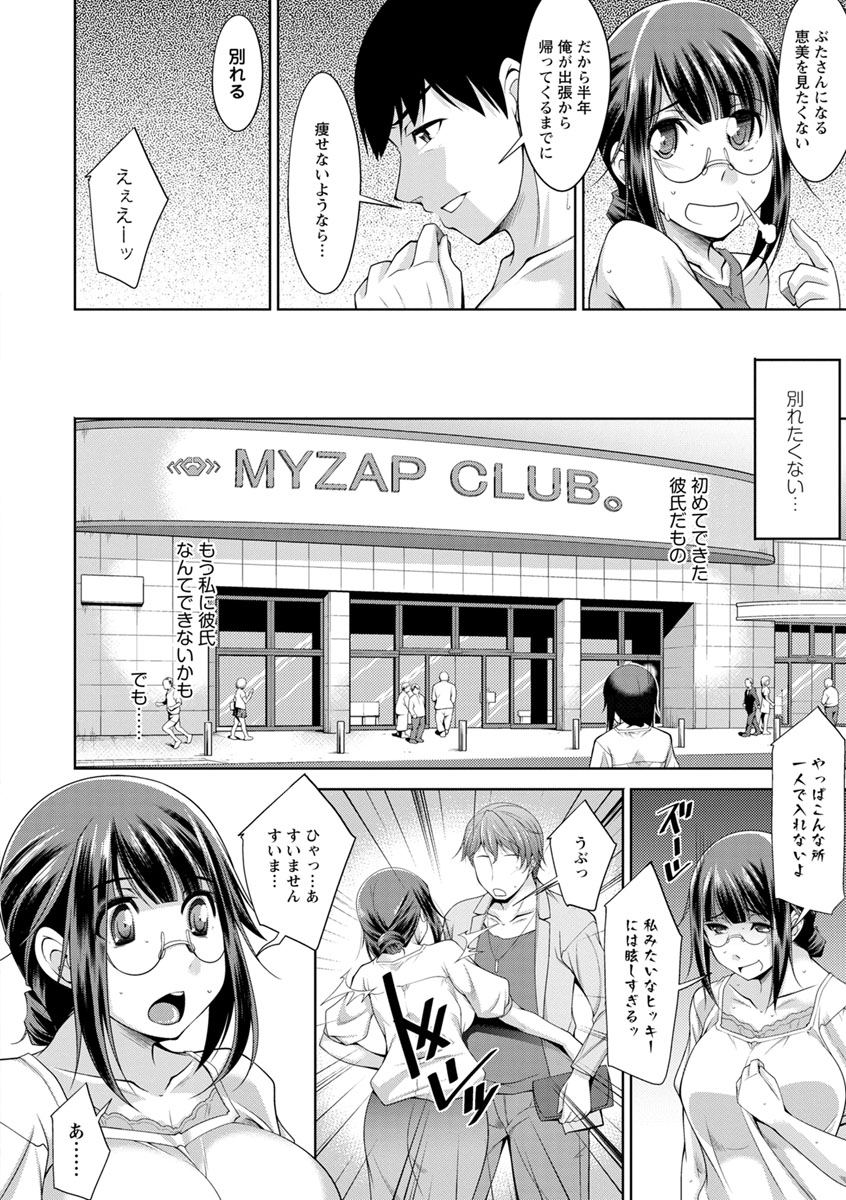 ぶたさんになる
恵美を見たくない
だから半年
俺が出張から
帰ってくるまでに
痩せないようなら…
別れる
えぇえーッ
別れたくない…
MYZAP CLUB。
初めてできた
彼氏だもの
もう私に彼氏
なんてできないかも
でも……
やっぱこんな所
一人で入れないよ
ズーン
私みたいなヒッキー
には眩しすぎるッ
うぶっ
ドンッ
ひゃっ…あ
すいません
すいま…
あ……